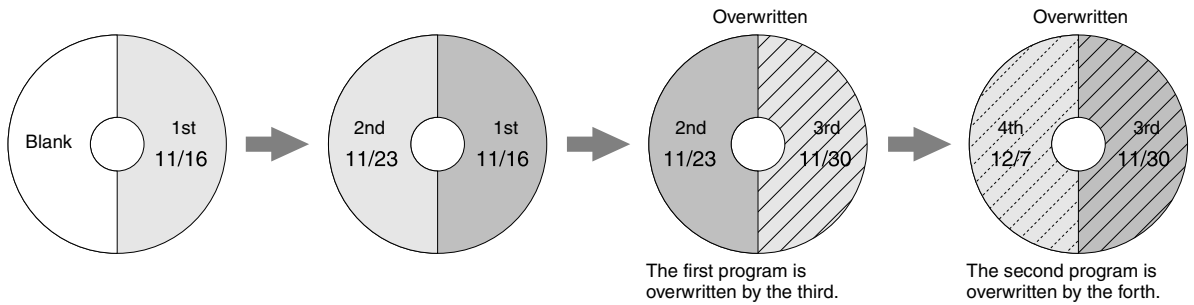 Overwritten
Overwritten
Blank
1st
11/16
2nd
11/23
1st
11/16
2nd
11/23
3rd
11/30
4th
12/7
3rd
11/30
The first program is
overwritten by the third.
The second program is
overwritten by the forth.